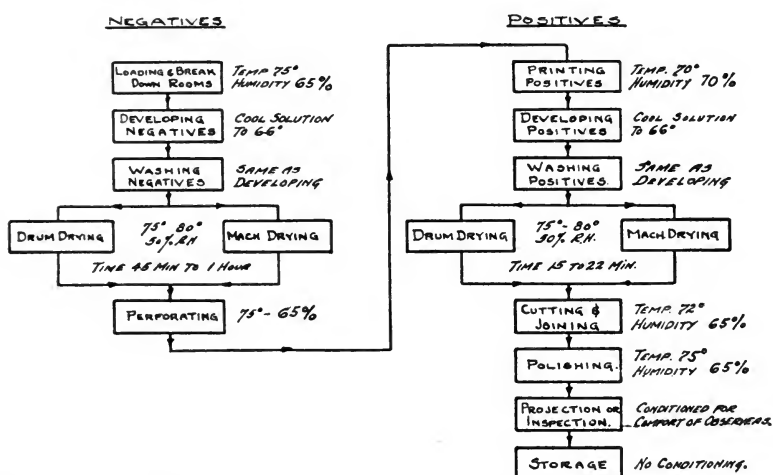 NEGATIVES
LOADING & BREAK
DOWN ROOMS
TEMP 75°
HUMIDITY 65%
DEVELOPING
NEGATIVES
COOL SOLUTION
TO 66°
WASHING
NEGATIVES
SAME AS
DEVELOPING
DRUM DRYING
75° 80°
50% R.H.
MACH DRYING
TIME 45 MIN TO 1 HOUR
PERFORATING
75° - 65%
POSITIVES
PRINTING
POSITIVES
TEMP. 70°
HUMIDITY 70%
DEVELOPING
POSITIVES
COOL SOLUTION
TO 66°
WASHING
POSITIVES.
SAME AS
DEVELOPING
DRUM DRYING
75° - 80°
50% R.H.
MACH DRYING
TIME 15 TO 22 MIN.
CUTTING &
JOINING
TEMP. 72°
HUMIDITY 65%
POLISHING.
TEMP. 75°
HUMIDITY 65%
PROJECTION OR
INSPECTION.
CONDITIONED FOR
COMFORT OF OBSERVERS.
STORAGE
NO CONDITIONING.